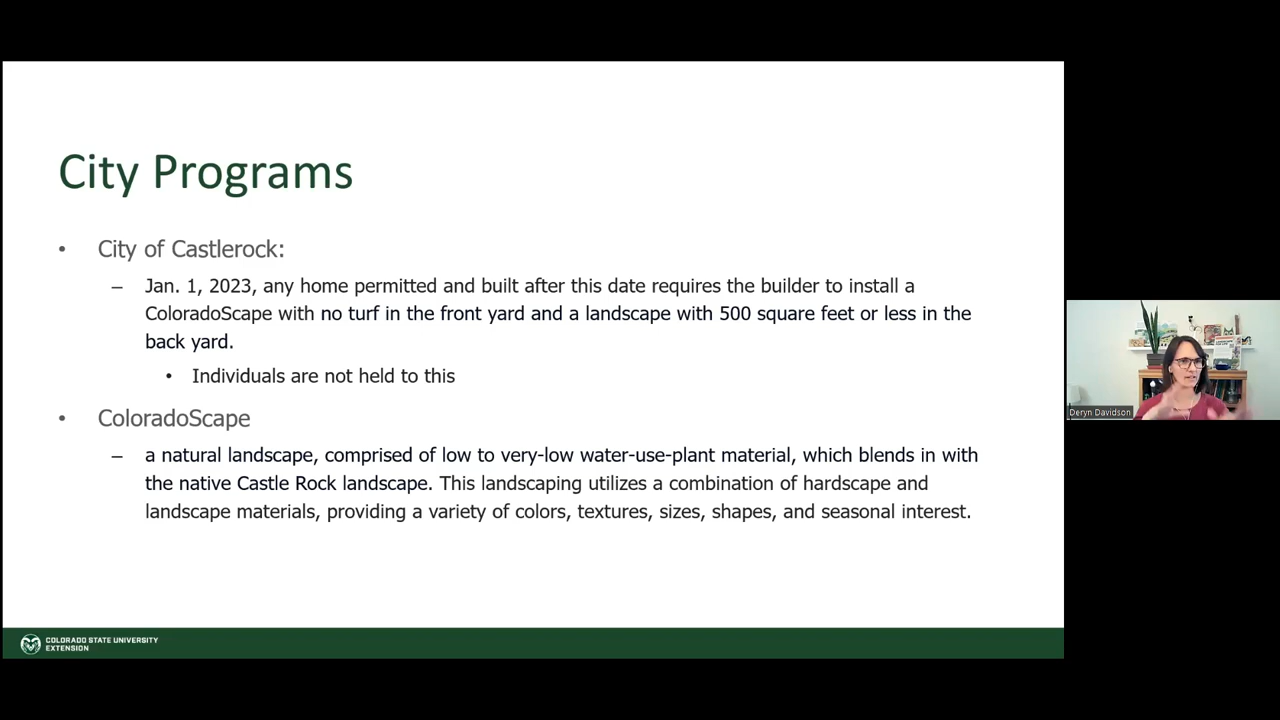 City Programs
• City of Castlerock:
– Jan. 1, 2023, any home permitted and built after this date requires the builder to install a
ColoradoScape with no turf in the front yard and a landscape with 500 square feet or less in the
back yard.
• Individuals are not held to this
• ColoradoScape
– a natural landscape, comprised of low to very-low water-use-plant material, which blends in with
the native Castle Rock landscape. This landscaping utilizes a combination of hardscape and
landscape materials, providing a variety of colors, textures, sizes, shapes, and seasonal interest.
Deryn Davidson
COLORADO STATE UNIVERSITY
EXTENSION